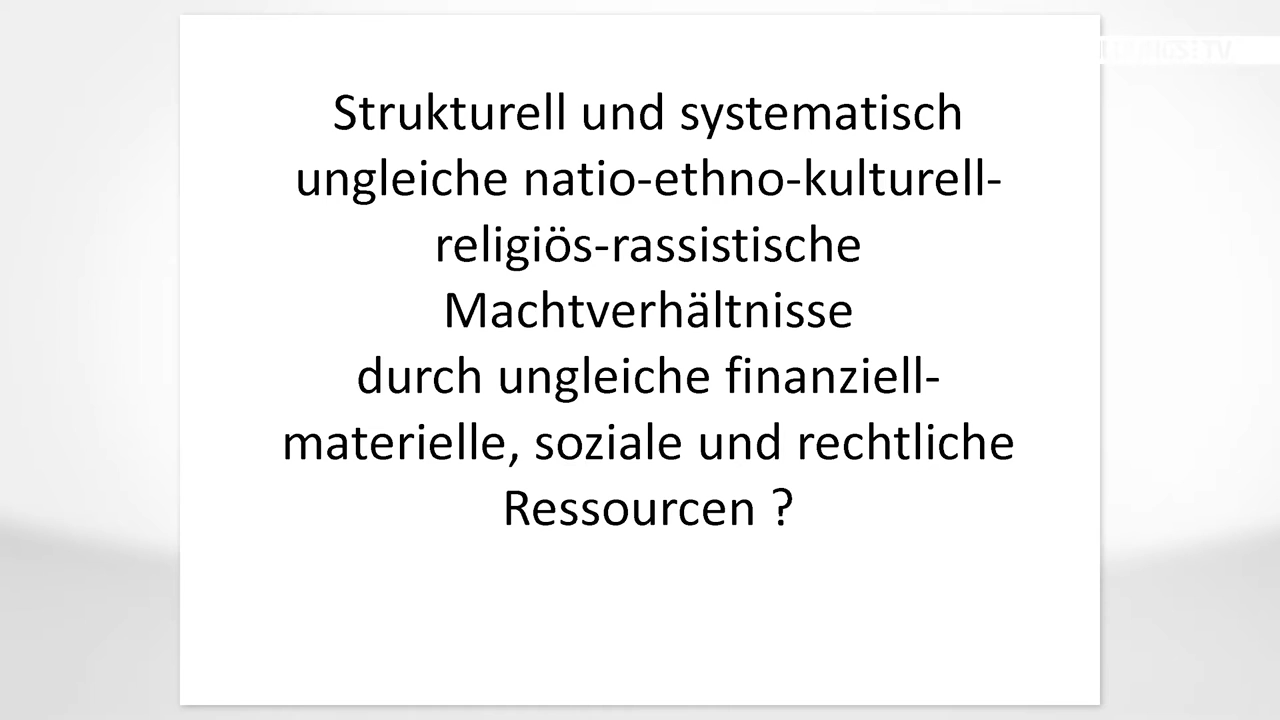 Strukturell und systematisch
ungleiche natio-ethno-kulturell-
religiös-rassistische
Machtverhältnisse
durch ungleiche finanziell-
materielle, soziale und rechtliche
Ressourcen ?